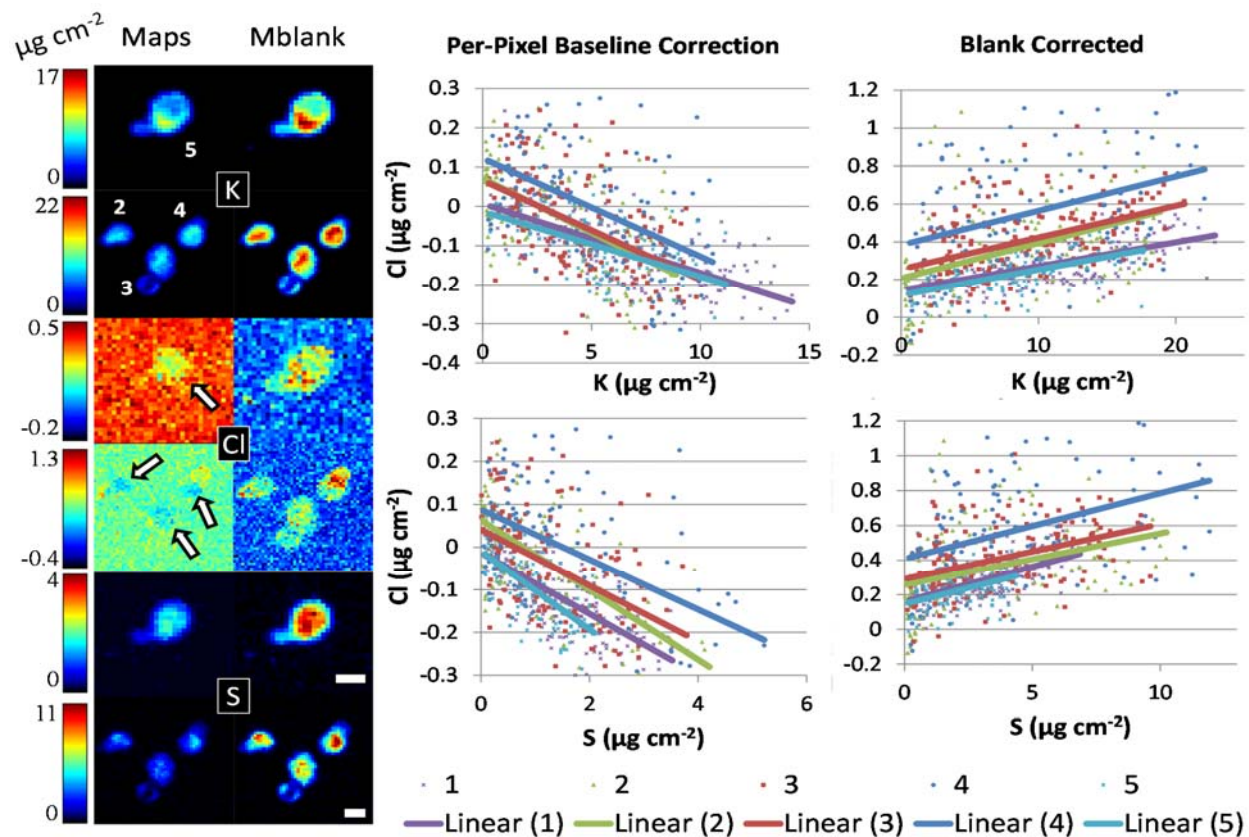 µg cm⁻² Maps Mblank
17
0
5
K
22
0
2 4
3
0.5
-0.2
Cl
1.3
-0.4
4
0
S
11
0
Per-Pixel Baseline Correction
0.3
0.2
0.1
0
-0.1
-0.2
-0.3
-0.4
Cl (µg cm⁻²)
0 5 10 15
K (µg cm⁻²)
Blank Corrected
1.2
1
0.8
0.6
0.4
0.2
0
-0.2
0 10 20
K (µg cm⁻²)
0.3
0.2
0.1
0
-0.1
-0.2
-0.3
Cl (µg cm⁻²)
0 2 4 6
S (µg cm⁻²)
1.2
1
0.8
0.6
0.4
0.2
0
-0.2
0 5 10
S (µg cm⁻²)
1 2 3 4 5
Linear (1) Linear (2) Linear (3) Linear (4) Linear (5)